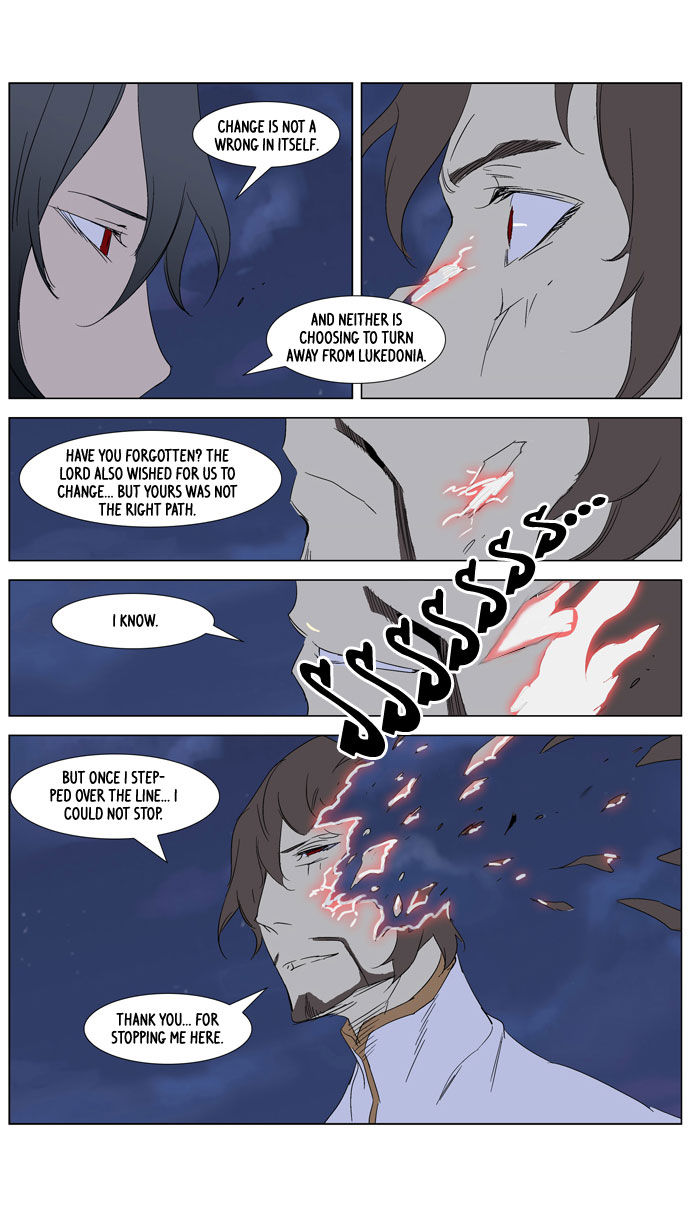 CHANGE IS NOT A
WRONG IN ITSELF.
AND NEITHER IS
CHOOSING TO TURN
AWAY FROM LUKEDONIA.
HAVE YOU FORGOTTEN? THE
LORD ALSO WISHED FOR US TO
CHANGE... BUT YOURS WAS NOT
THE RIGHT PATH.
I KNOW.
SSSSSSS...
BUT ONCE I STEP-
PED OVER THE LINE... I
COULD NOT STOP.
THANK YOU... FOR
STOPPING ME HERE.